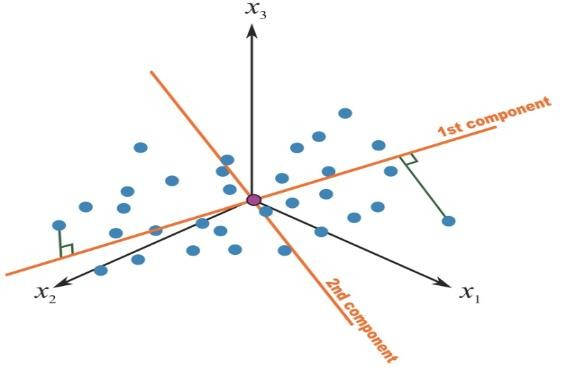 x₃
1st component
x₂
x₁
2nd component